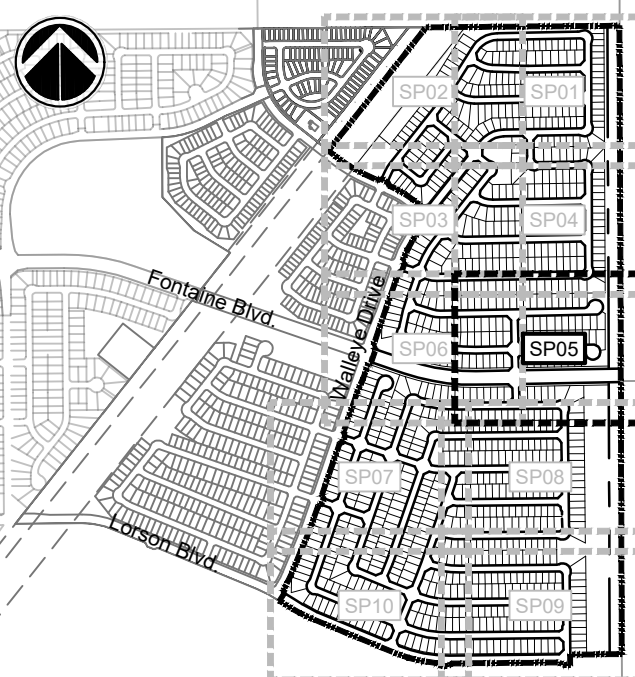 SP02
SP01
SP03
SP04
Fontaine Blvd.
Walleye Drive
SP06
SP05
SP07
SP08
Lorson Blvd.
SP10
SP09